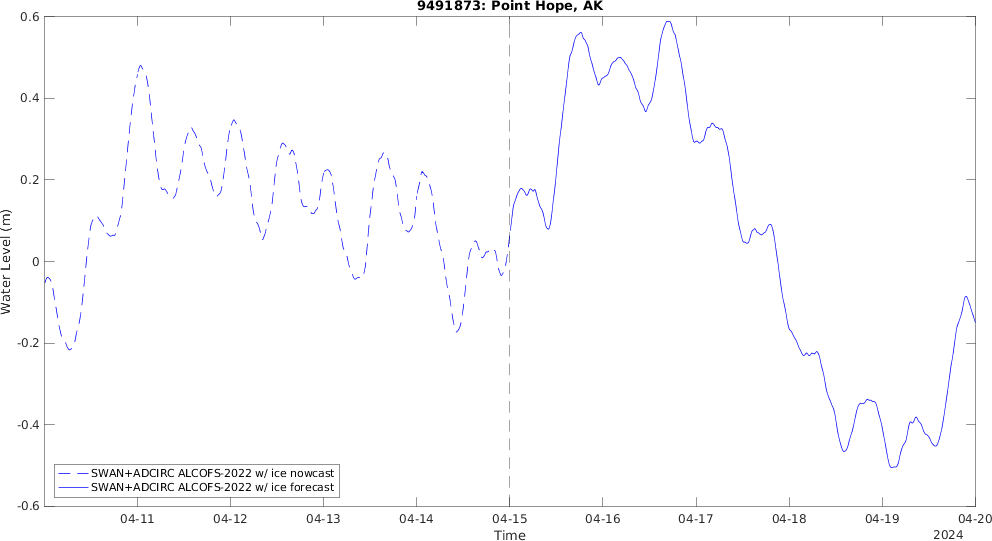 9491873: Point Hope, AK
0.6
0.4
0.2
0
-0.2
-0.4
-0.6
Water Level (m)
SWAN+ADCIRC ALCOFS-2022 w/ ice nowcast
SWAN+ADCIRC ALCOFS-2022 w/ ice forecast
04-11 04-12 04-13 04-14 04-15 04-16 04-17 04-18 04-19 04-20
Time
2024